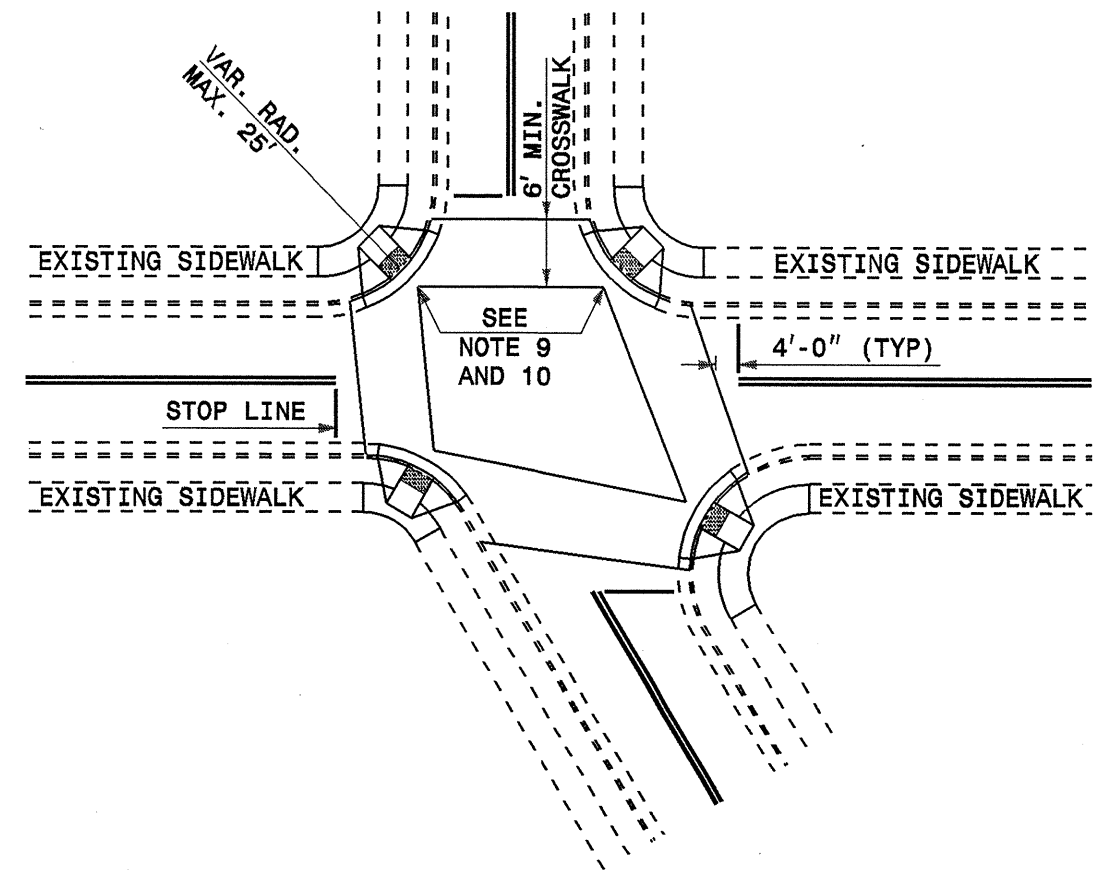 VAR. RAD.
MAX. 25'
6' MIN.
CROSSWALK
EXISTING SIDEWALK
EXISTING SIDEWALK
SEE
NOTE 9
AND 10
4'-0" (TYP)
STOP LINE
EXISTING SIDEWALK
EXISTING SIDEWALK